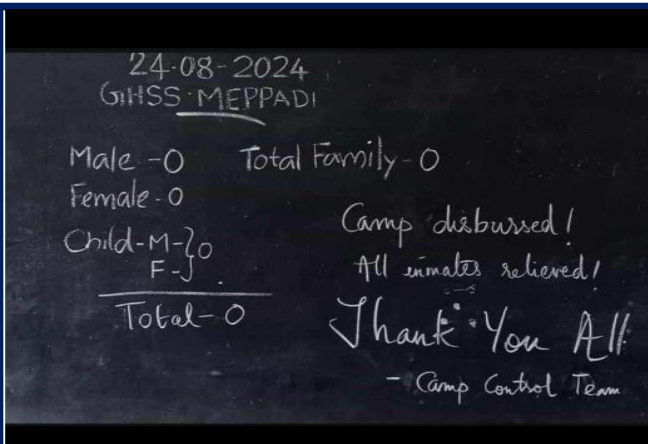 24-08-2024
GHSS MEPPADI
Male - 0
Female - 0
Child - M - } 0
F -
Total - 0
Total Family - 0
Camp disbursed!
All inmates relieved!
Thank You All
- Camp Control Team